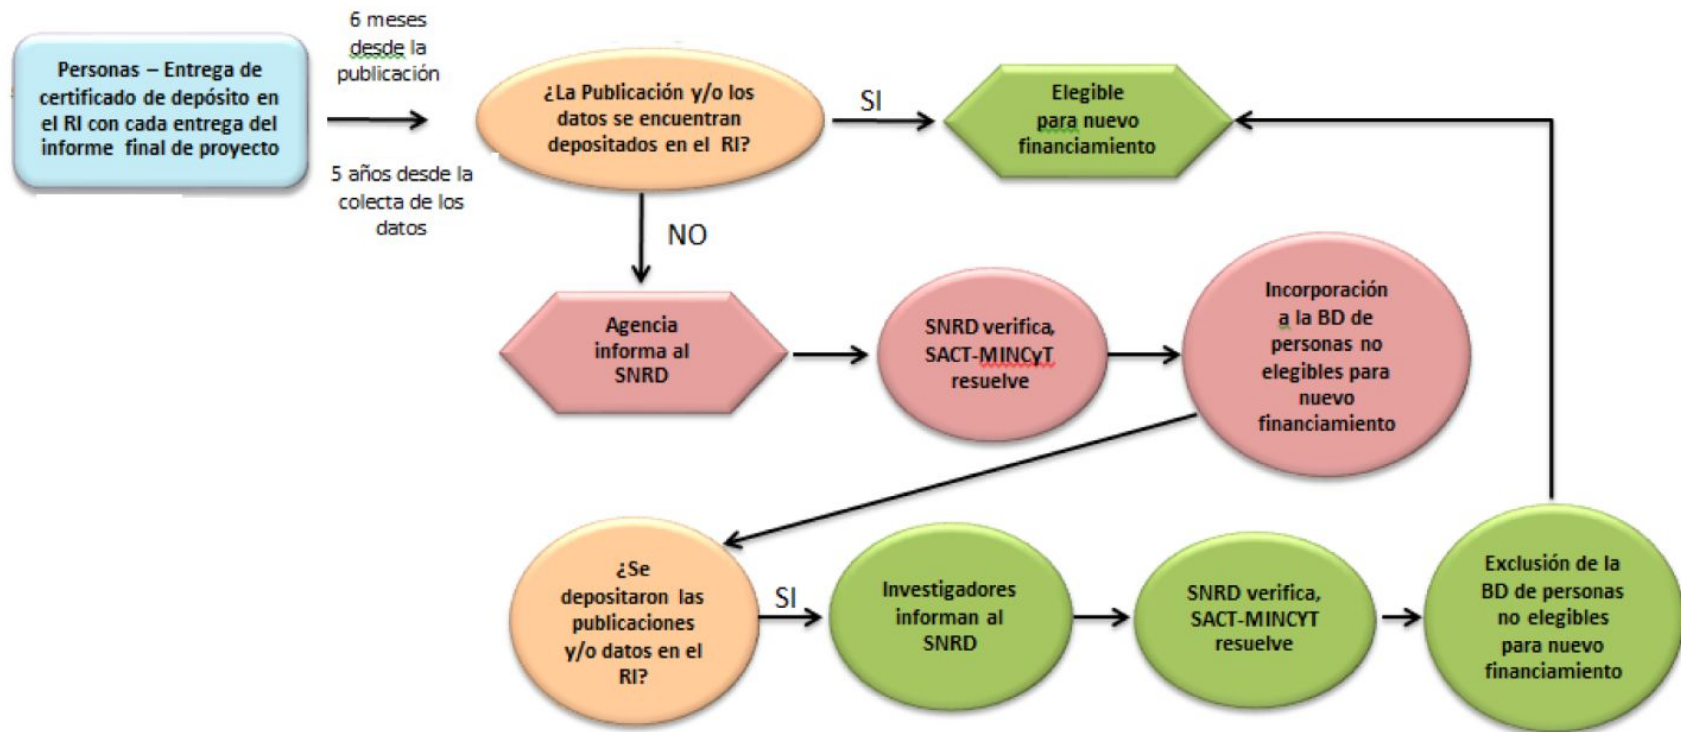 Personas – Entrega de
certificado de depósito en
el RI con cada entrega del
informe final de proyecto
6 meses
desde la
publicación
5 años desde la
colecta de los
datos
¿La Publicación y/o los
datos se encuentran
depositados en el RI?
SI
Elegible
para nuevo
financiamiento
NO
Agencia
informa al
SNRD
SNRD verifica,
SACT-MINCyT
resuelve
Incorporación
a la BD de
personas no
elegibles para
nuevo
financiamiento
¿Se
depositaron las
publicaciones
y/o datos en el
RI?
SI
Investigadores
informan al
SNRD
SNRD verifica,
SACT-MINCYT
resuelve
Exclusión de la
BD de personas
no elegibles
para nuevo
financiamiento